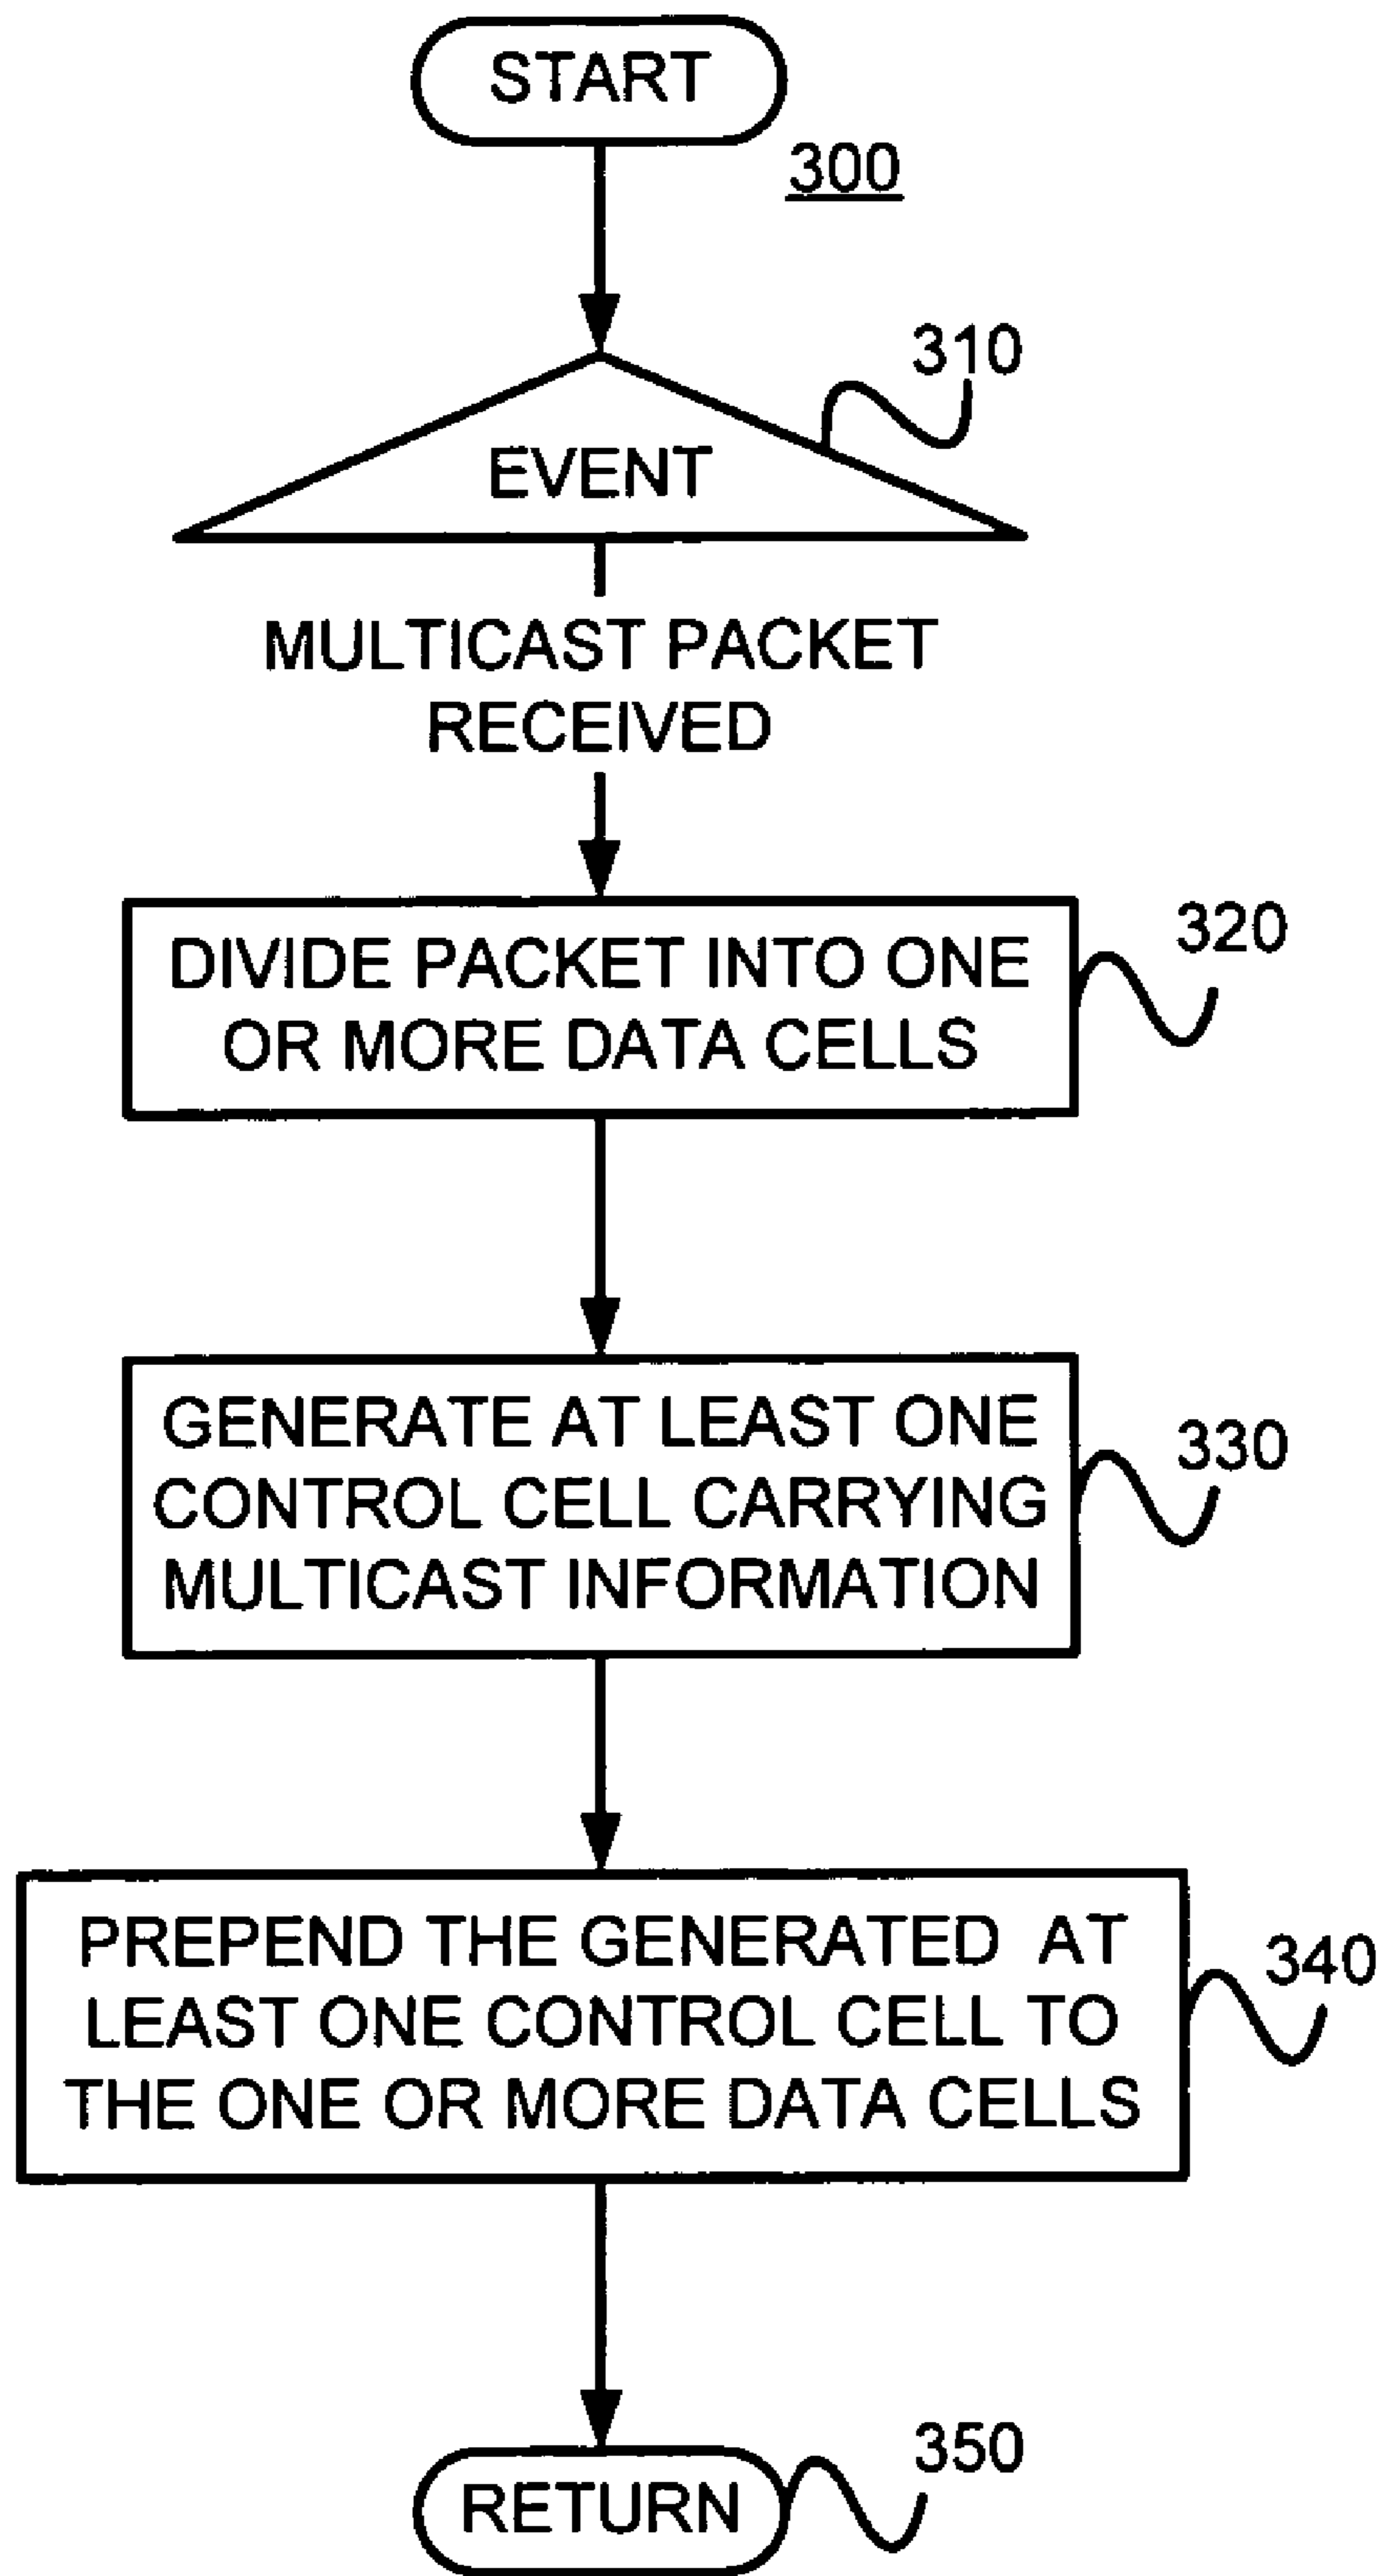 START
300
310
EVENT
MULTICAST PACKET
RECEIVED
320
DIVIDE PACKET INTO ONE
OR MORE DATA CELLS
330
GENERATE AT LEAST ONE
CONTROL CELL CARRYING
MULTICAST INFORMATION
340
PREPEND THE GENERATED AT
LEAST ONE CONTROL CELL TO
THE ONE OR MORE DATA CELLS
350
RETURN